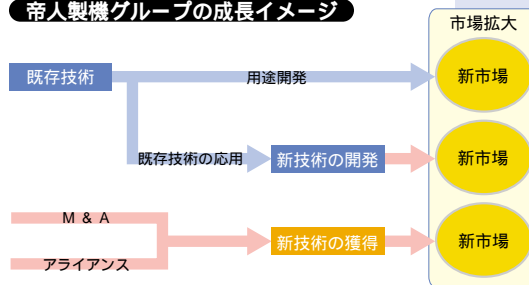 帝人製機グループの成長イメージ
市場拡大
既存技術
用途開発
新市場
既存技術の応用
新技術の開発
新市場
M & A
新技術の獲得
新市場
アライアンス